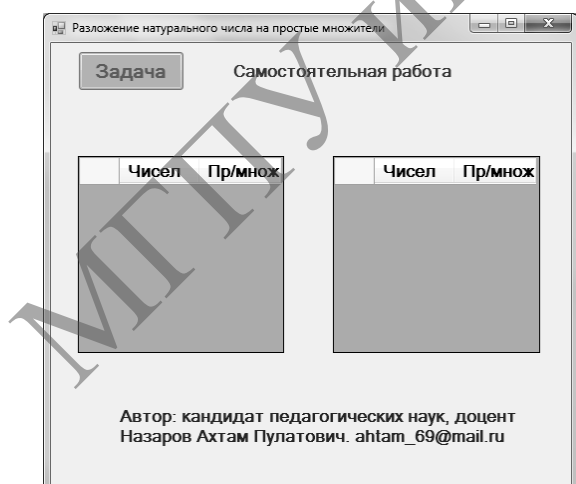 Разложение натурального числа на простые множители
Задача Самостоятельная работа
Чисел Пр/множ Чисел Пр/множ
Автор: кандидат педагогических наук, доцент
Назаров Ахтам Пулатович. ahtam_69@mail.ru
МГПУ